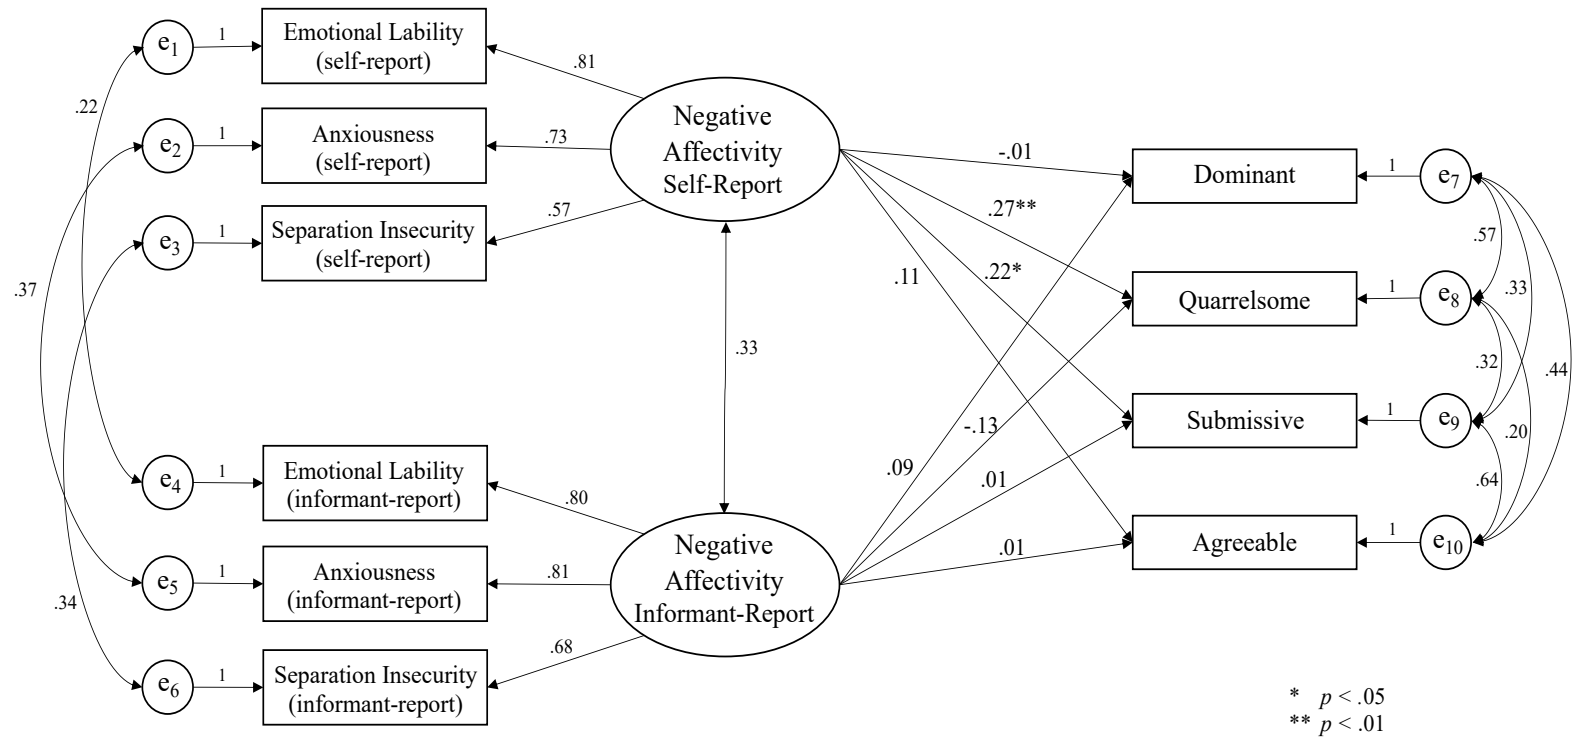 e1
1
Emotional Lability
(self-report)
.81
.22
e2
1
Anxiousness
(self-report)
.73
e3
1
Separation Insecurity
(self-report)
.57
.37
Negative
Affectivity
Self-Report
.33
e4
1
Emotional Lability
(informant-report)
.80
e5
1
Anxiousness
(informant-report)
.81
.34
e6
1
Separation Insecurity
(informant-report)
.68
Negative
Affectivity
Informant-Report
-.01
.27**
.22*
.11
-.13
.09
.01
.01
Dominant
1
e7
Quarrelsome
1
e8
Submissive
1
e9
Agreeable
1
e10
.57
.33
.32
.44
.20
.64
* p < .05
** p < .01